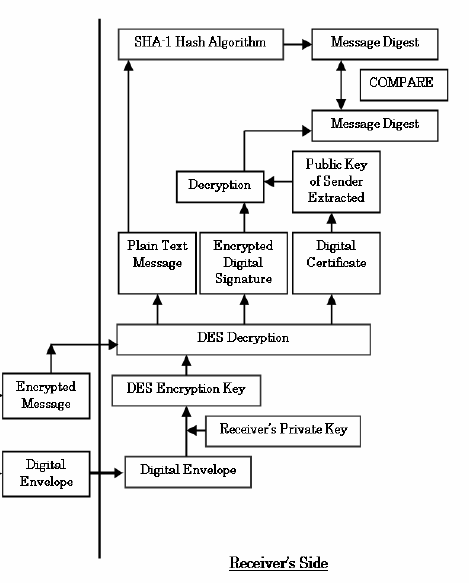 SHA-1 Hash Algorithm
Message Digest
COMPARE
Message Digest
Public Key
of Sender
Extracted
Decryption
Plain Text
Message
Encrypted
Digital
Signature
Digital
Certificate
DES Decryption
Encrypted
Message
DES Encryption Key
Receiver's Private Key
Digital
Envelope
Digital Envelope
Receiver's Side